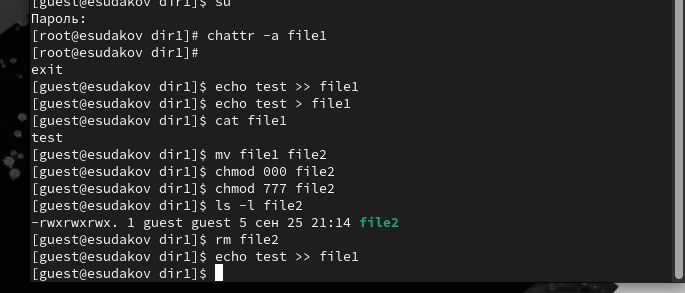 [guest@esudakov dir1]$ su
Пароль:
[root@esudakov dir1]# chattr -a file1
[root@esudakov dir1]#
exit
[guest@esudakov dir1]$ echo test >> file1
[guest@esudakov dir1]$ echo test > file1
[guest@esudakov dir1]$ cat file1
test
[guest@esudakov dir1]$ mv file1 file2
[guest@esudakov dir1]$ chmod 000 file2
[guest@esudakov dir1]$ chmod 777 file2
[guest@esudakov dir1]$ ls -l file2
-rwxrwxrwx. 1 guest guest 5 сен 25 21:14 file2
[guest@esudakov dir1]$ rm file2
[guest@esudakov dir1]$ echo test >> file1
[guest@esudakov dir1]$